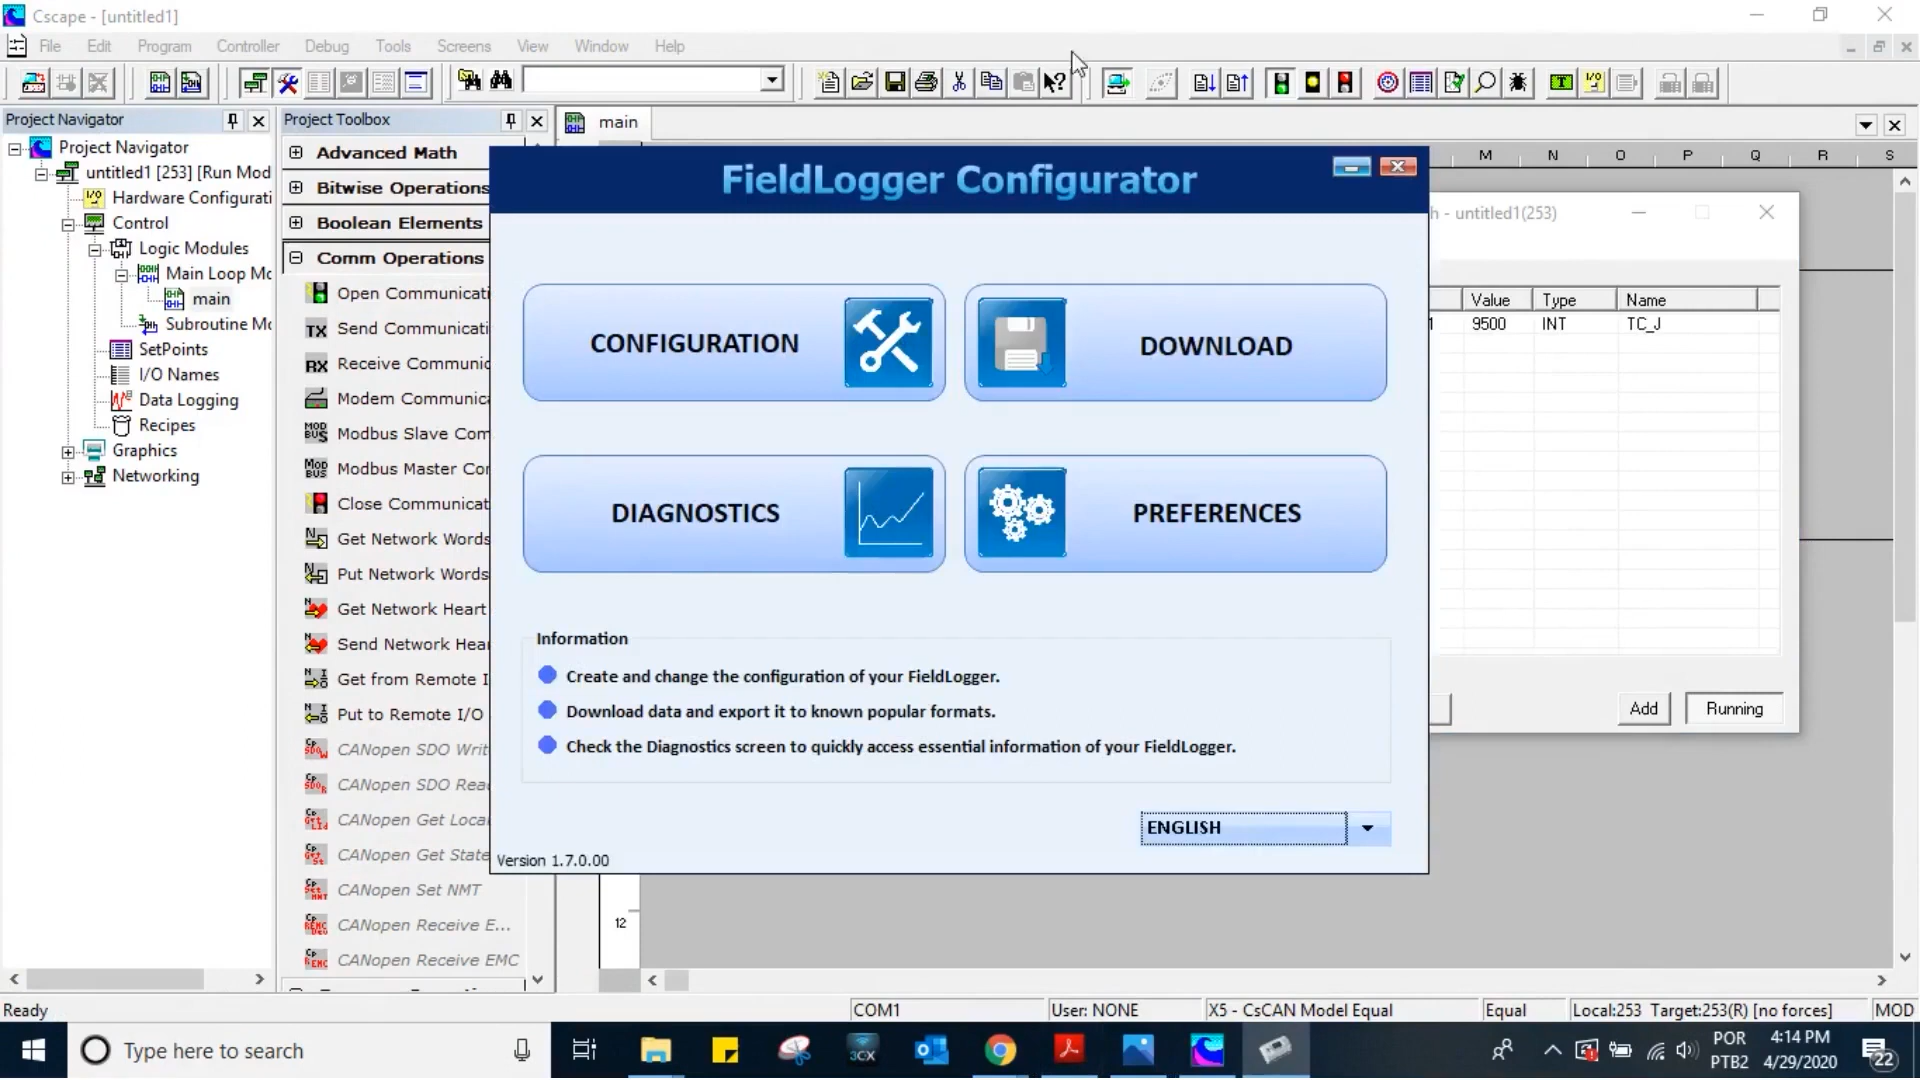 Cscape - [untitled1]
File Edit Program Controller Debug Tools Screens View Window Help
Project Navigator
Project Navigator
untitled1 [253] [Run Mod
Hardware Configurati
Control
Logic Modules
Main Loop Mo
main
Subroutine Mo
SetPoints
I/O Names
Data Logging
Recipes
Graphics
Networking
Project Toolbox
Advanced Math
Bitwise Operations
Boolean Elements
Comm Operations
Open Communicati
Send Communicati
Receive Communic
Modem Communica
Modbus Slave Com
Modbus Master Cor
Close Communicat
Get Network Words
Put Network Words
Get Network Heart
Send Network Hear
Get from Remote I
Put to Remote I/O
CANopen SDO Writ
CANopen SDO Rea
CANopen Get Local
CANopen Get State
CANopen Set NMT
CANopen Receive E...
CANopen Receive EMC
main
M N O P Q R S
12
FieldLogger Configurator
CONFIGURATION
DOWNLOAD
DIAGNOSTICS
PREFERENCES
Information
Create and change the configuration of your FieldLogger.
Download data and export it to known popular formats.
Check the Diagnostics screen to quickly access essential information of your FieldLogger.
ENGLISH
Version 1.7.0.00
h - untitled1(253)
Value Type Name
1 9500 INT TC_J
Add Running
Ready COM1 User: NONE X5 - CsCAN Model Equal Equal Local:253 Target:253(R) [no forces] MOD
Type here to search
3CX
POR
PTB2
4:14 PM
4/29/2020
22